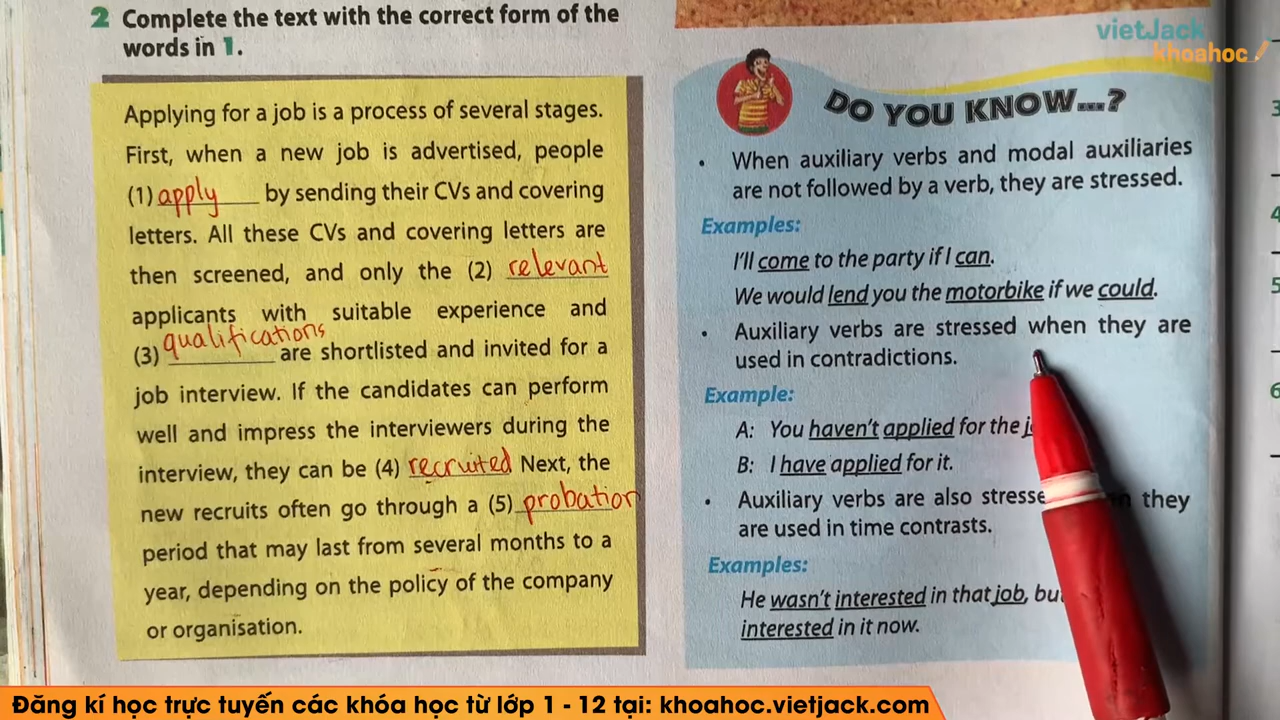 2 Complete the text with the correct form of the
words in 1.
Applying for a job is a process of several stages.
First, when a new job is advertised, people
(1) apply by sending their CVs and covering
letters. All these CVs and covering letters are
then screened, and only the (2) relevant
applicants with suitable experience and
(3) qualifications are shortlisted and invited for a
job interview. If the candidates can perform
well and impress the interviewers during the
interview, they can be (4) recruited Next, the
new recruits often go through a (5) probation
period that may last from several months to a
year, depending on the policy of the company
or organisation.
vietJack
khoahoc
DO YOU KNOW...?
• When auxiliary verbs and modal auxiliaries
are not followed by a verb, they are stressed.
Examples:
I'll come to the party if I can.
We would lend you the motorbike if we could.
• Auxiliary verbs are stressed when they are
used in contradictions.
Example:
A: You haven't applied for the
B: I have applied for it.
• Auxiliary verbs are also they
are used in time contrasts.
Examples:
He wasn't interested in that job,
interested in it now.
3
4
5
6
Đăng kí học trực tuyến các khóa học từ lớp 1 - 12 tại: khoahoc.vietjack.com